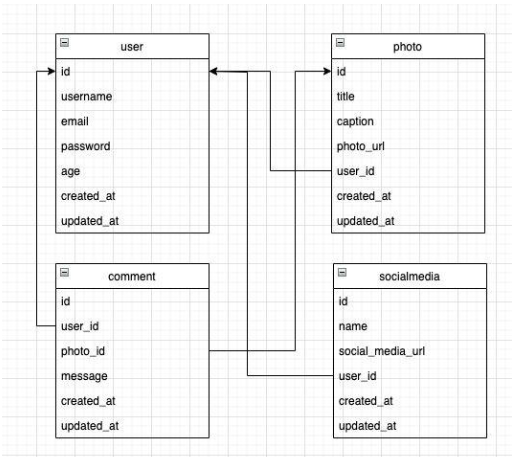 user
id
username
email
password
age
created_at
updated_at
photo
id
title
caption
photo_url
user_id
created_at
updated_at
comment
id
user_id
photo_id
message
created_at
updated_at
socialmedia
id
name
social_media_url
user_id
created_at
updated_at